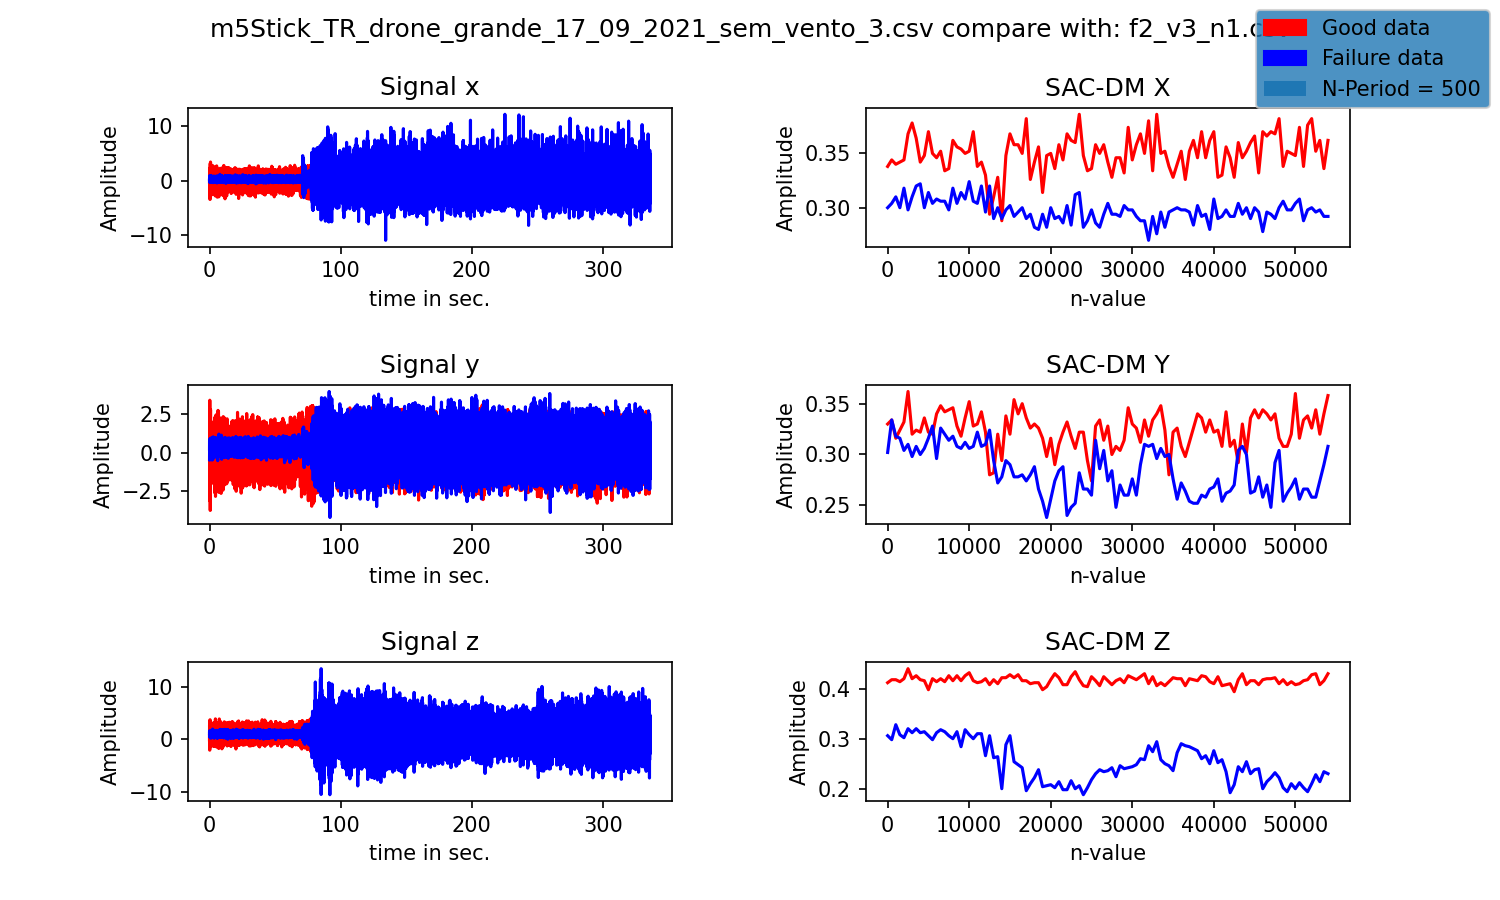 m5Stick_TR_drone_grande_17_09_2021_sem_vento_3.csv compare with: f2_v3_n1.csv
Good data
Failure data
N-Period = 500
Signal x
Amplitude
10
0
−10
0 100 200 300
time in sec.
SAC-DM X
Amplitude
0.35
0.30
0 10000 20000 30000 40000 50000
n-value
Signal y
Amplitude
2.5
0.0
−2.5
0 100 200 300
time in sec.
SAC-DM Y
Amplitude
0.35
0.30
0.25
0 10000 20000 30000 40000 50000
n-value
Signal z
Amplitude
10
0
−10
0 100 200 300
time in sec.
SAC-DM Z
Amplitude
0.4
0.3
0.2
0 10000 20000 30000 40000 50000
n-value